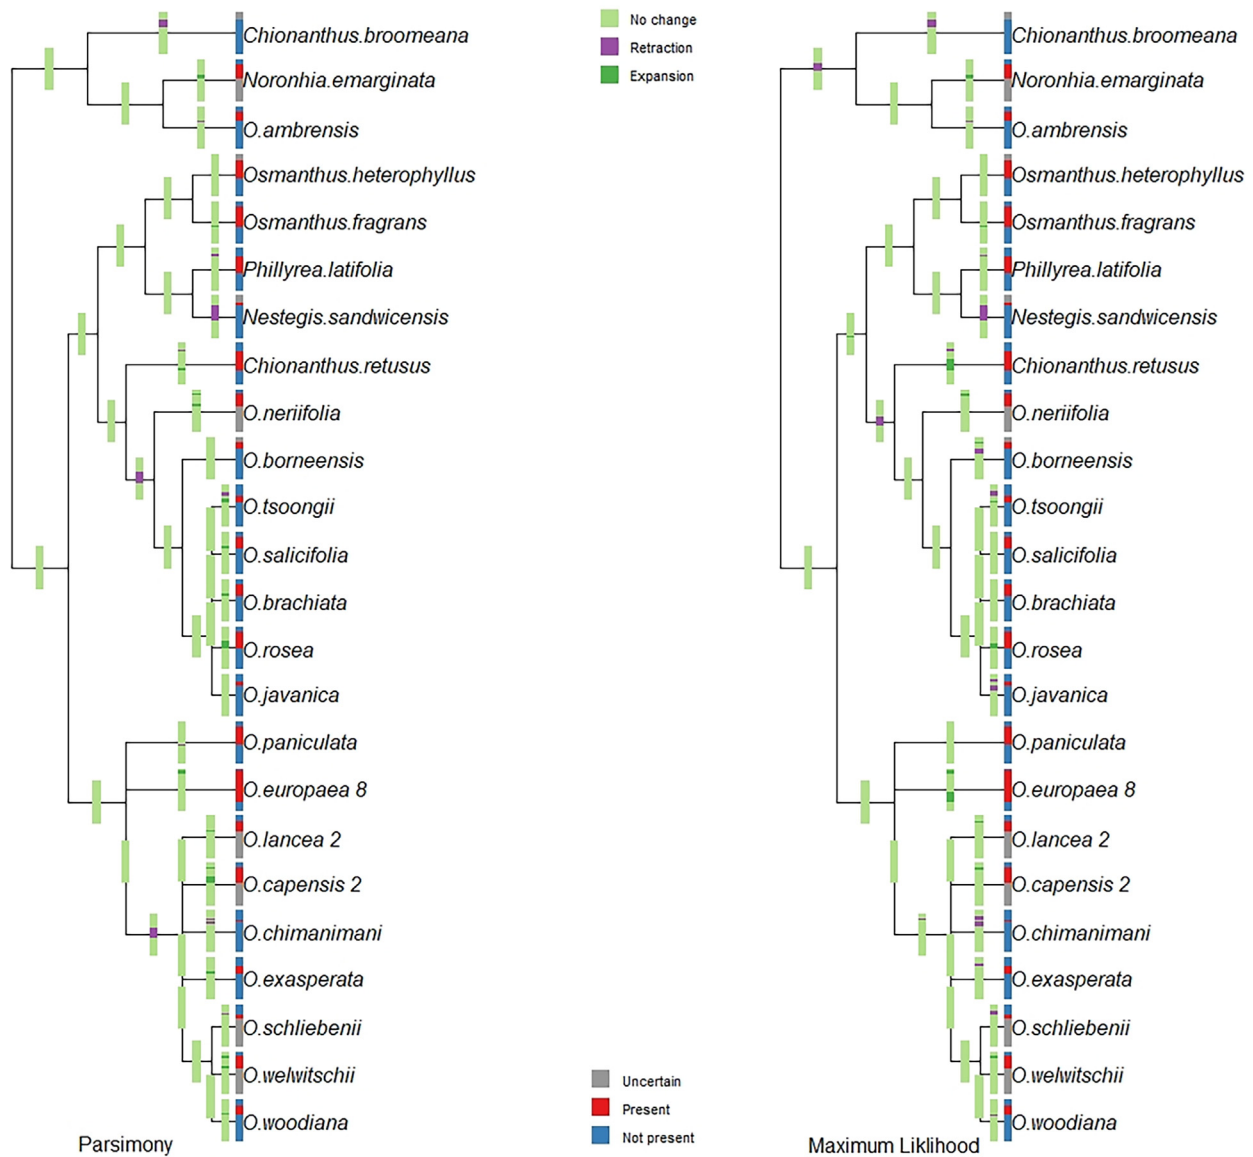 No change
Retraction
Expansion
Chionanthus.broomeana
Noronhia.emarginata
O.ambrensis
Osmanthus.heterophyllus
Osmanthus.fragrans
Phillyrea.latifolia
Nestegis.sandwicensis
Chionanthus.retusus
O.neriifolia
O.borneensis
O.tsoongii
O.salicifolia
O.brachiata
O.rosea
O.javanica
O.paniculata
O.europaea 8
O.lancea 2
O.capensis 2
O.chimanimani
O.exasperata
O.schliebenii
O.welwitschii
O.woodiana
Parsimony
Uncertain
Present
Not present
Chionanthus.broomeana
Noronhia.emarginata
O.ambrensis
Osmanthus.heterophyllus
Osmanthus.fragrans
Phillyrea.latifolia
Nestegis.sandwicensis
Chionanthus.retusus
O.neriifolia
O.borneensis
O.tsoongii
O.salicifolia
O.brachiata
O.rosea
O.javanica
O.paniculata
O.europaea 8
O.lancea 2
O.capensis 2
O.chimanimani
O.exasperata
O.schliebenii
O.welwitschii
O.woodiana
Maximum Liklihood